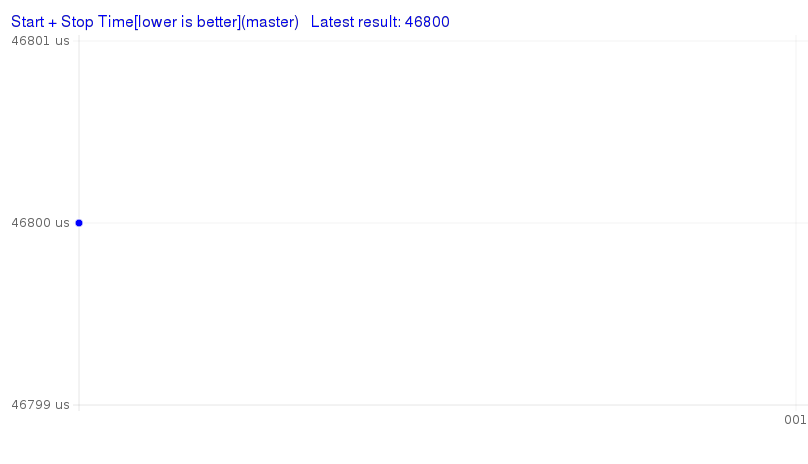 Start + Stop Time[lower is better](master)   Latest result: 46800
46801 us
46800 us
46799 us
001